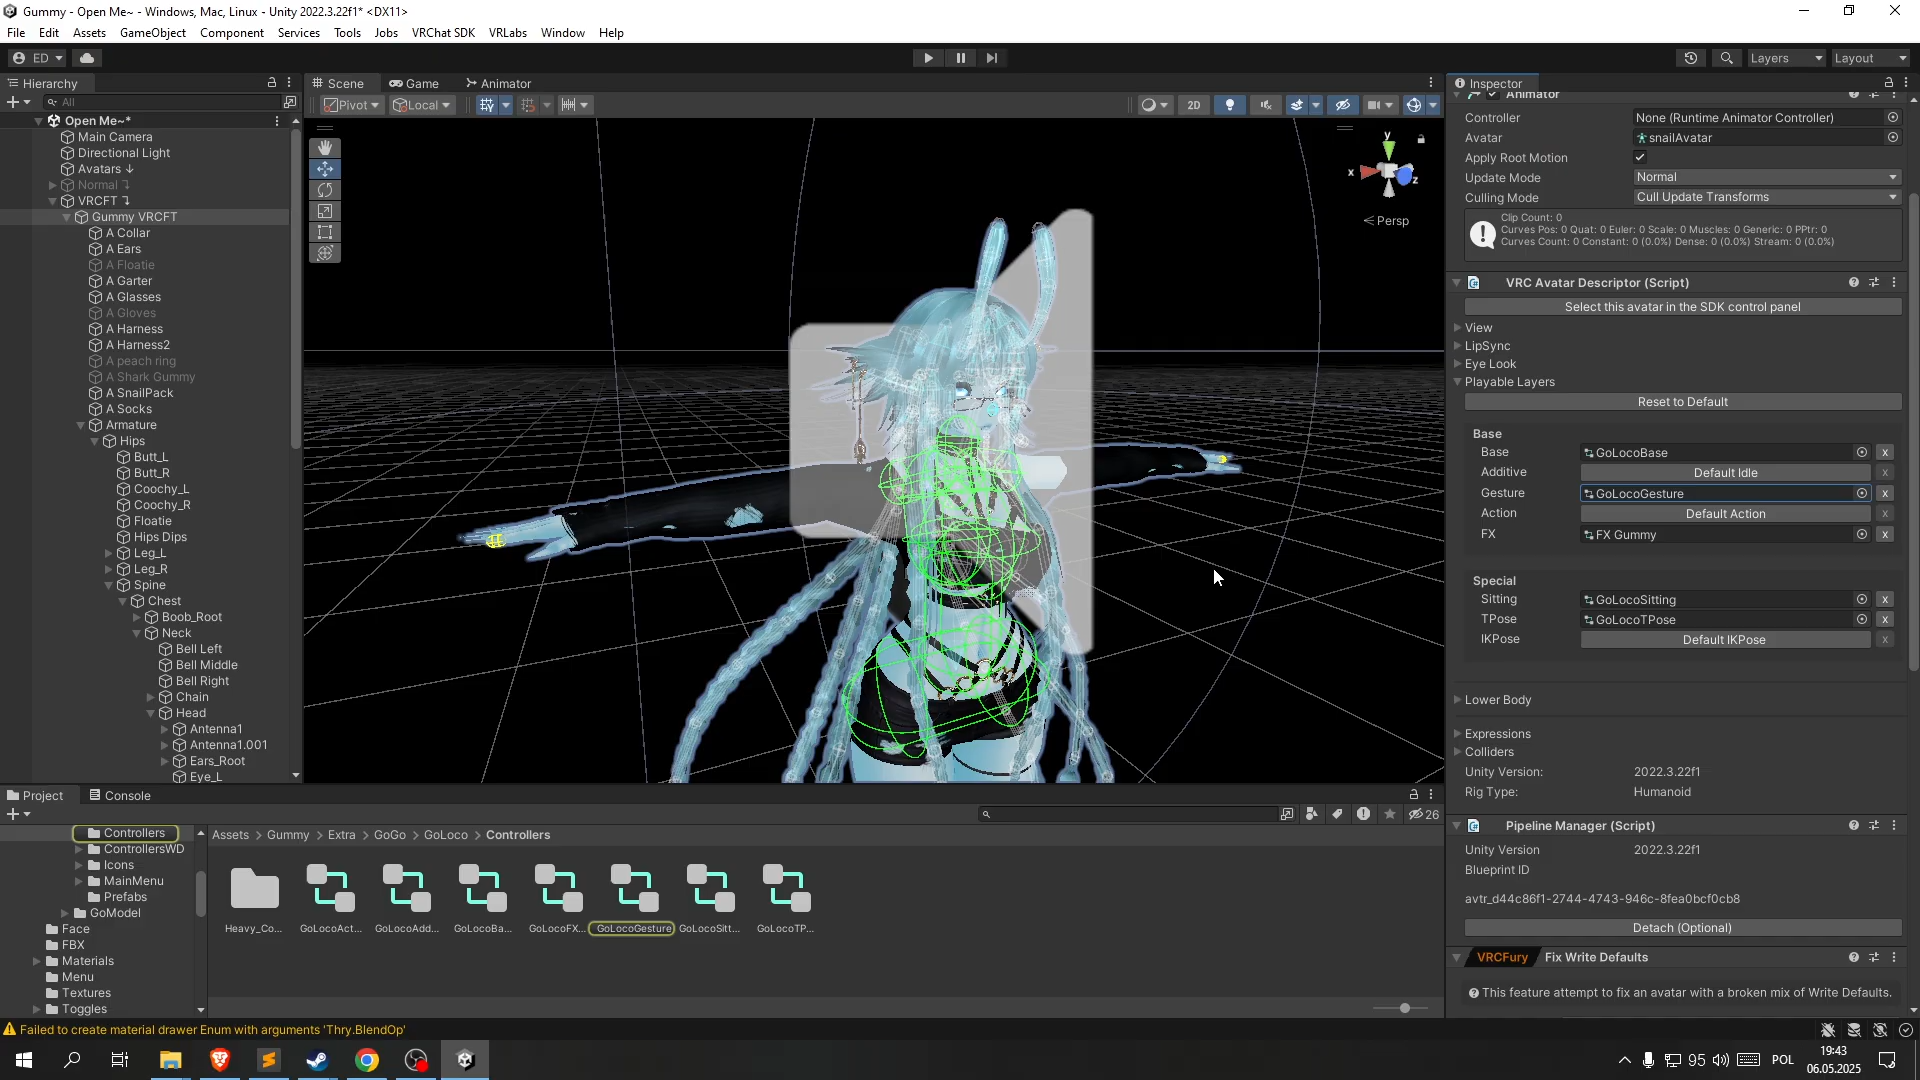 Gummy - Open Me~ - Windows, Mac, Linux - Unity 2022.3.22f1* <DX11>
File Edit Assets GameObject Component Services Tools Jobs VRChat SDK VRLabs Window Help
ED Layers Layout
Hierarchy
All
Open Me~*
Main Camera
Directional Light
Avatars ↓
Normal ⤵
VRCFT ⤵
Gummy VRCFT
A Collar
A Ears
A Floatie
A Garter
A Glasses
A Gloves
A Harness
A Harness2
A peach ring
A Shark Gummy
A SnailPack
A Socks
Armature
Hips
Butt_L
Butt_R
Coochy_L
Coochy_R
Floatie
Hips Dips
Leg_L
Leg_R
Spine
Chest
Boob_Root
Neck
Bell Left
Bell Middle
Bell Right
Chain
Head
Antenna1
Antenna1.001
Ears_Root
Eye_L
Scene Game Animator
Pivot Local 2D
y
x z
Persp
Inspector
Animator
Controller None (Runtime Animator Controller)
Avatar snailAvatar
Apply Root Motion
Update Mode Normal
Culling Mode Cull Update Transforms
Clip Count: 0
Curves Pos: 0 Quat: 0 Euler: 0 Scale: 0 Muscles: 0 Generic: 0 PPtr: 0
Curves Count: 0 Constant: 0 (0.0%) Dense: 0 (0.0%) Stream: 0 (0.0%)
VRC Avatar Descriptor (Script)
Select this avatar in the SDK control panel
View
LipSync
Eye Look
Playable Layers
Reset to Default
Base
Base GoLocoBase x
Additive Default Idle x
Gesture GoLocoGesture x
Action Default Action x
FX FX Gummy x
Special
Sitting GoLocoSitting x
TPose GoLocoTPose x
IKPose Default IKPose x
Lower Body
Expressions
Colliders
Unity Version: 2022.3.22f1
Rig Type: Humanoid
Pipeline Manager (Script)
Unity Version 2022.3.22f1
Blueprint ID
avtr_d44c86f1-2744-4743-946c-8fea0bcf0cb8
Detach (Optional)
VRCFury Fix Write Defaults
This feature attempt to fix an avatar with a broken mix of Write Defaults.
Project Console
26
Controllers
ControllersWD
Icons
MainMenu
Prefabs
GoModel
Face
FBX
Materials
Menu
Textures
Toggles
Assets > Gummy > Extra > GoGo > GoLoco > Controllers
Heavy_Co... GoLocoAct... GoLocoAdd... GoLocoBa... GoLocoFX... GoLocoGesture GoLocoSitt... GoLocoTP...
Failed to create material drawer Enum with arguments 'Thry.BlendOp'
95 POL 19:43
06.05.2025